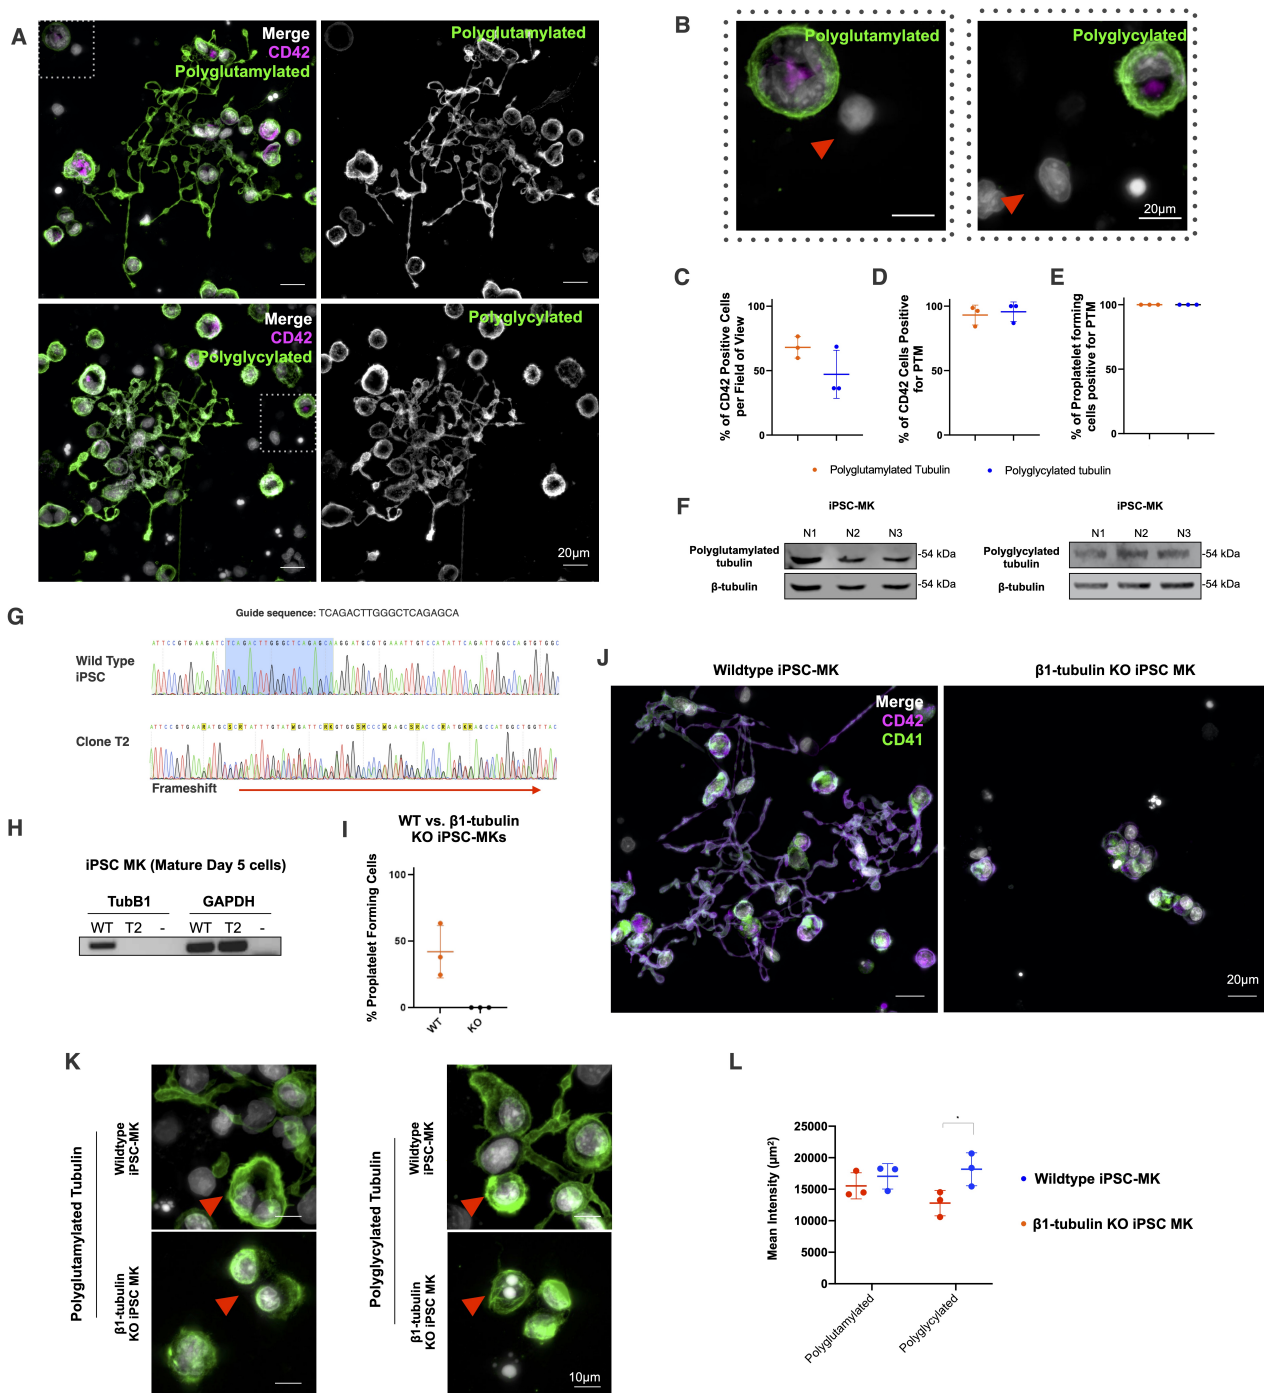 A
Merge
CD42
Polyglutamylated
Polyglutamylated
Merge
CD42
Polyglycylated
Polyglycylated
20µm
B
Polyglutamylated
Polyglycylated
20µm
C
% of CD42 Positive Cells
per Field of View
100
50
0
D
% of CD42 Cells Positive
for PTM
100
50
0
E
% of Proplatelet forming
cells positive for PTM
100
50
0
Polyglutamylated Tubulin
Polyglycylated tubulin
F
iPSC-MK
N1 N2 N3
Polyglutamylated
tubulin
-54 kDa
β-tubulin
-54 kDa
iPSC-MK
N1 N2 N3
Polyglycylated
tubulin
-54 kDa
β-tubulin
-54 kDa
G
Guide sequence: TCAGACTTGGGCTCAGAGCA
ATTCCGTGAAGATCTCAGACTTGGGCTCAGAGCAAGGATGCGTGAAATTGTCCATATTCAGATTGGCCAGTGTGGC
Wild Type
iPSC
Clone T2
Frameshift
H
iPSC MK (Mature Day 5 cells)
TubB1 GAPDH
WT T2 - WT T2 -
I
WT vs. β1-tubulin
KO iPSC-MKs
% Proplatelet Forming Cells
100
50
0
WT
KO
J
Wildtype iPSC-MK
β1-tubulin KO iPSC MK
Merge
CD42
CD41
20µm
K
Polyglutamylated Tubulin
Wildtype
iPSC-MK
β1-tubulin
KO iPSC MK
Polyglycylated Tubulin
Wildtype
iPSC-MK
β1-tubulin
KO iPSC MK
10µm
L
Mean Intensity (µm²)
25000
20000
15000
10000
5000
0
*
Polyglutamylated
Polyglycylated
Wildtype iPSC-MK
β1-tubulin KO iPSC MK